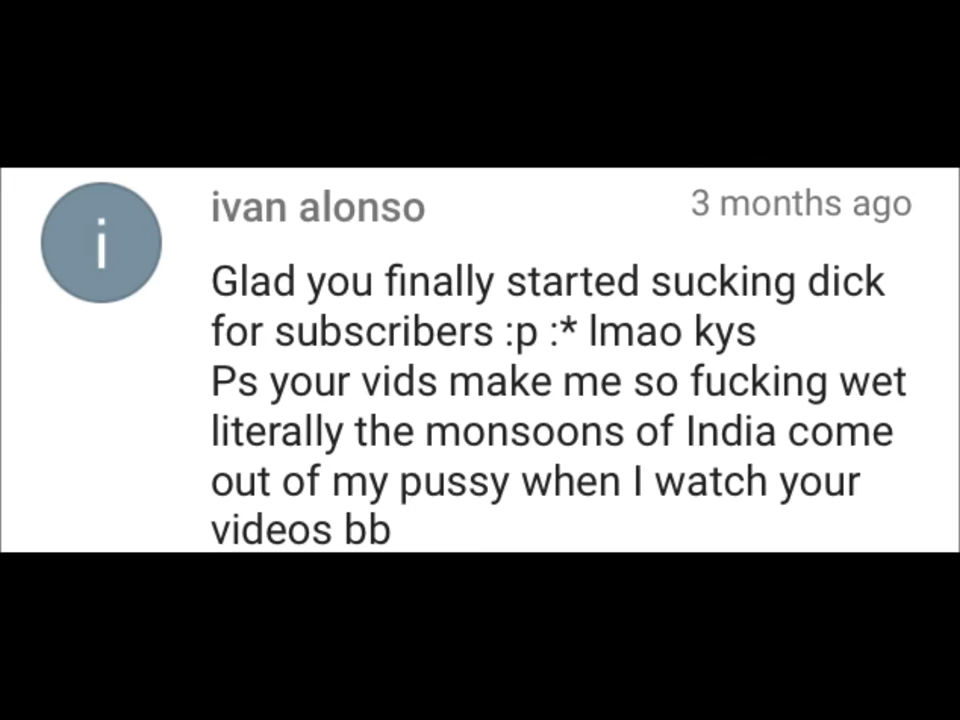 i
ivan alonso 3 months ago
Glad you finally started sucking dick
for subscribers :p :* lmao kys
Ps your vids make me so fucking wet
literally the monsoons of India come
out of my pussy when I watch your
videos bb